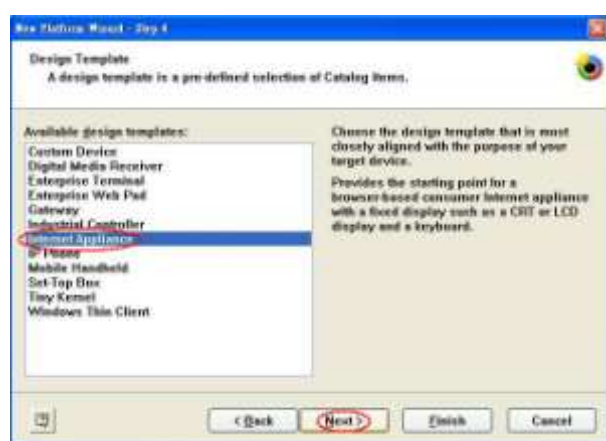 New Platform Wizard - Step 4
Design Template
A design template is a pre-defined selection of Catalog Items.
Available design templates:
Custom Device
Digital Media Receiver
Enterprise Terminal
Enterprise Web Pad
Gateway
Industrial Controller
Internet Appliance
IP Phone
Mobile Handheld
Set-Top Box
Tiny Kernel
Windows Thin Client
Choose the design template that is most
closely aligned with the purpose of your
target device.
Provides the starting point for a
browser-based consumer Internet appliance
with a fixed display such as a CRT or LCD
display and a keyboard.
?
< Back
Next >
Finish
Cancel